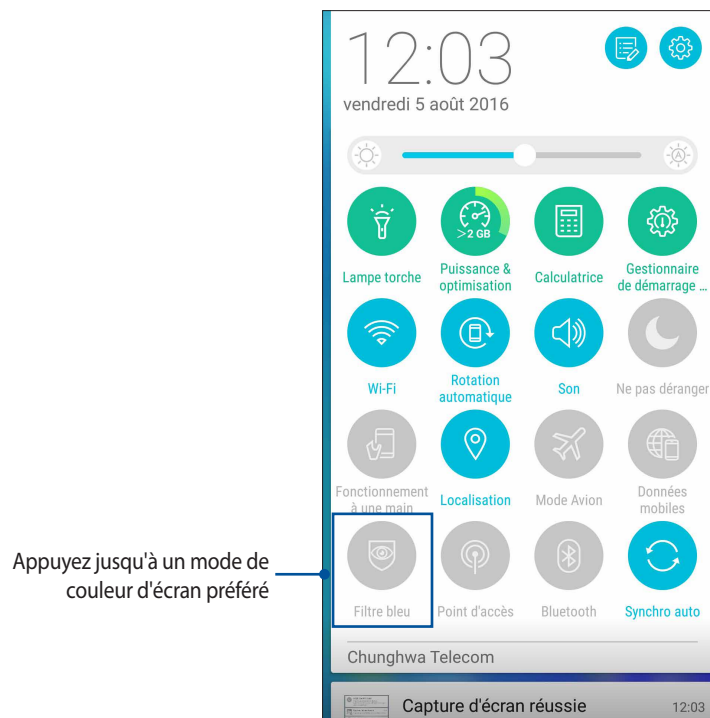 12:03
vendredi 5 août 2016
A
>2 GB
Lampe torche
Puissance &
optimisation
Calculatrice
Gestionnaire
de démarrage ...
Wi-Fi
Rotation
automatique
Son
Ne pas déranger
Fonctionnement
à une main
Localisation
Mode Avion
Données
mobiles
Appuyez jusqu'à un mode de
couleur d'écran préféré
Filtre bleu
Point d'accès
Bluetooth
Synchro auto
Chunghwa Telecom
Capture d'écran réussie
12:03